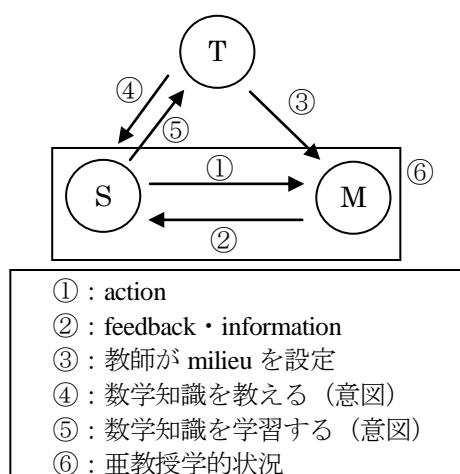 T
④
③
⑤
⑥
①
S
M
②
①：action
②：feedback・information
③：教師が milieu を設定
④：数学知識を教える（意図）
⑤：数学知識を学習する（意図）
⑥：亜教授学的状況